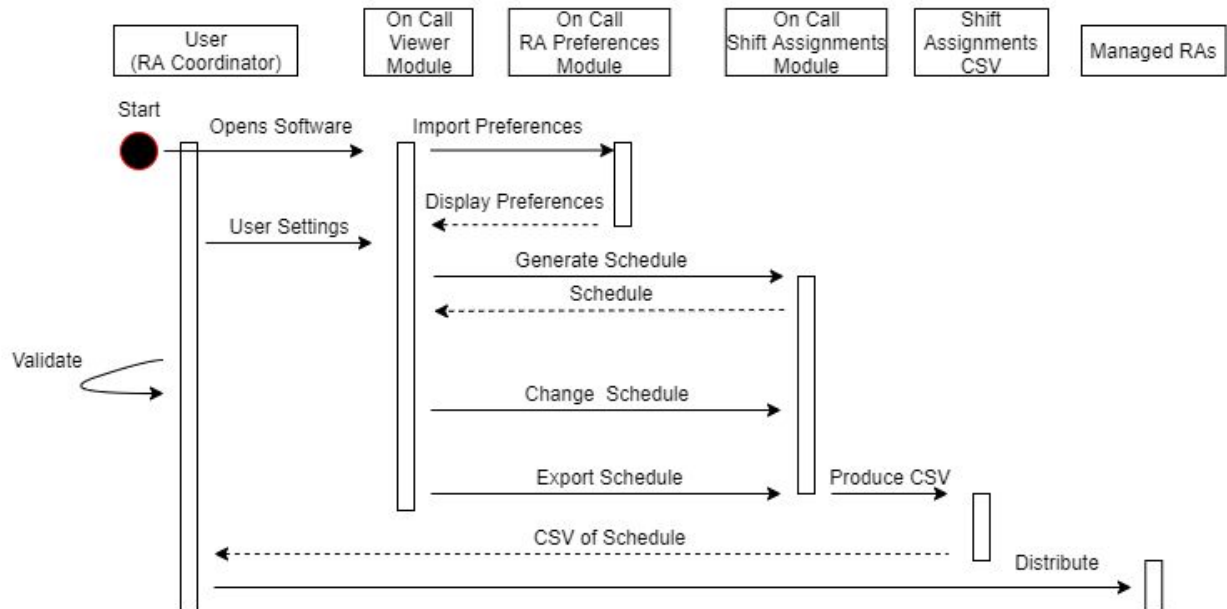 User
(RA Coordinator)
On Call
Viewer
Module
On Call
RA Preferences
Module
On Call
Shift Assignments
Module
Shift
Assignments
CSV
Managed RAs
Start
Opens Software
Import Preferences
Display Preferences
User Settings
Generate Schedule
Schedule
Validate
Change Schedule
Export Schedule
Produce CSV
CSV of Schedule
Distribute